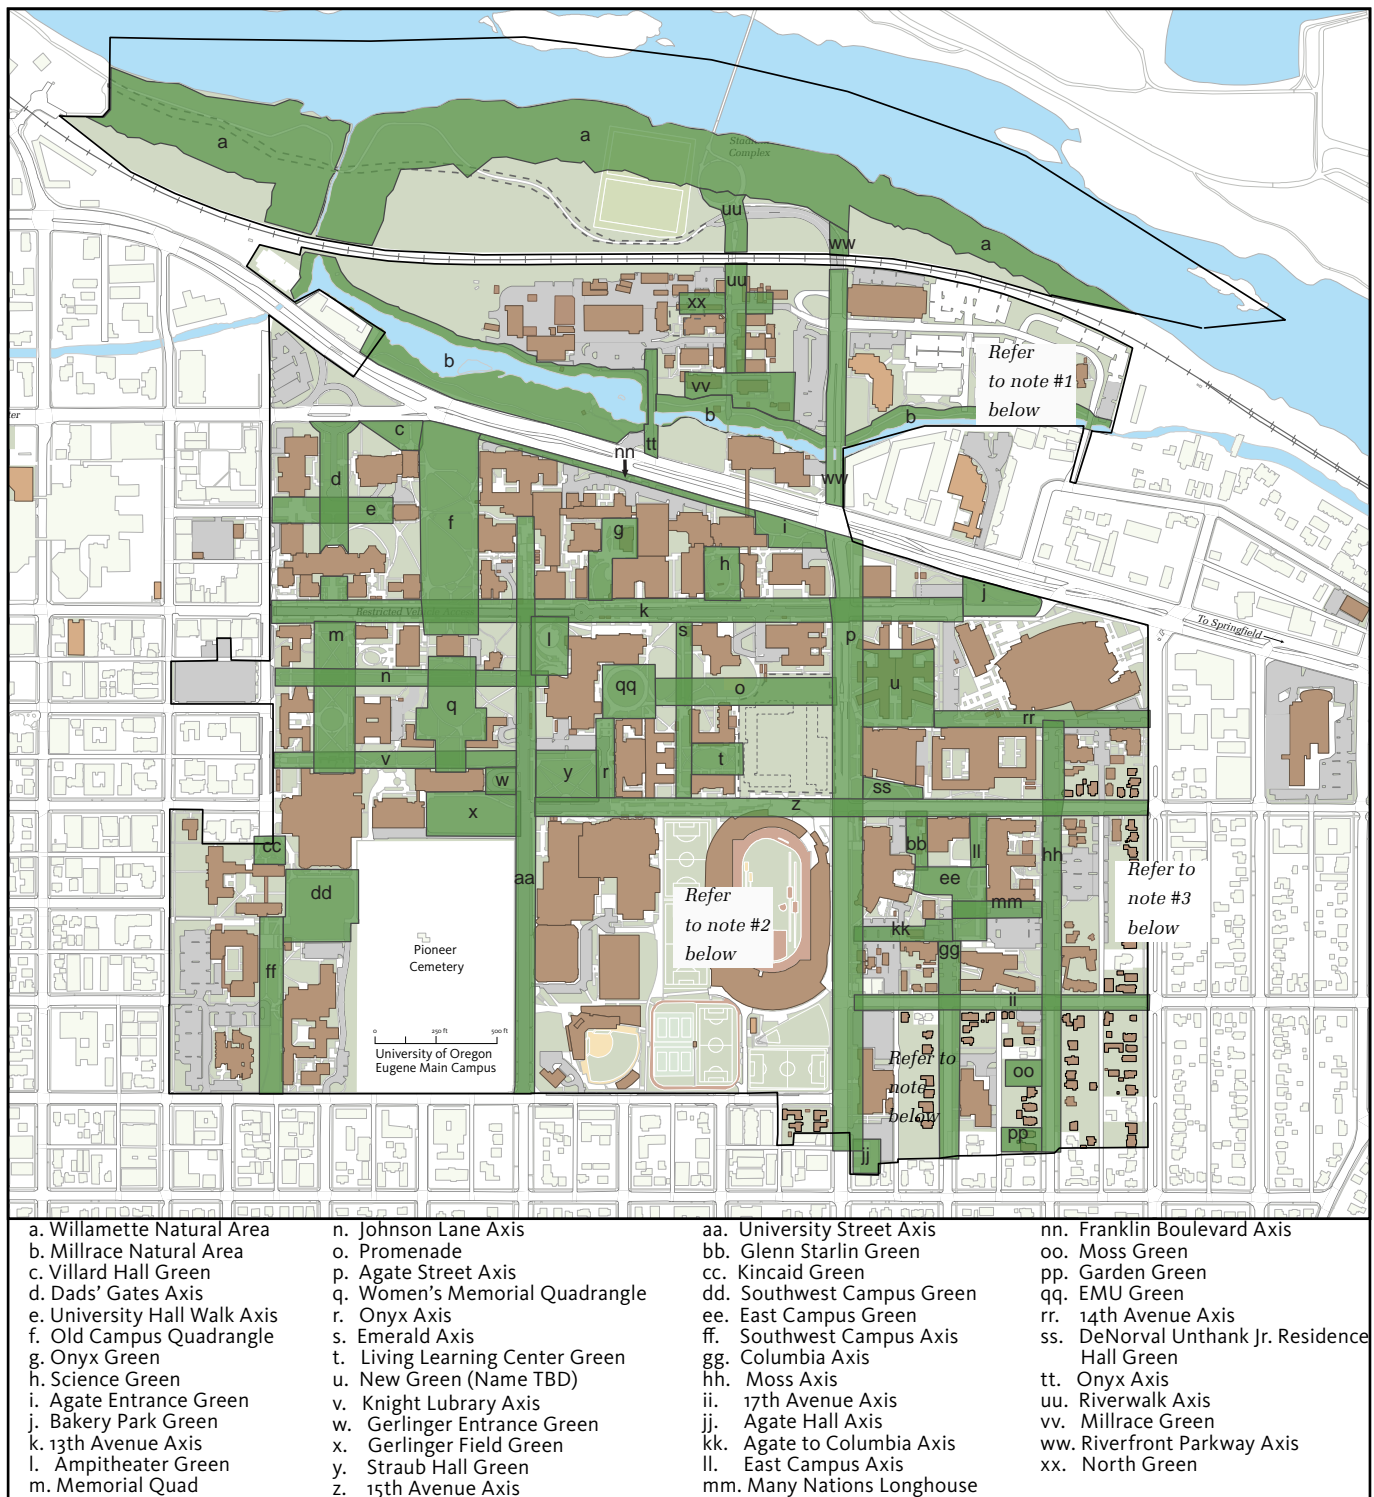 a
a
Complex
uu
ww
a
uu
xx
Refer
to note #1
below
b
vv
b
b
ter
c
tt
nn
d
ww
e
f
g
i
h
j
Restricted Vehicle Access
k
To Springfield
l
m
s
p
n
qq
o
u
q
rr
v
w
y
r
t
ss
x
z
cc
bb
ll
hh
aa
ee
dd
Refer
to note #2
below
Refer to
note #3
below
mm
kk
gg
Pioneer
Cemetery
ff
ii
0 250 ft 500 ft
University of Oregon
Eugene Main Campus
Refer to
note
below
oo
pp
jj
a. Willamette Natural Area
b. Millrace Natural Area
c. Villard Hall Green
d. Dads' Gates Axis
e. University Hall Walk Axis
f. Old Campus Quadrangle
g. Onyx Green
h. Science Green
i. Agate Entrance Green
j. Bakery Park Green
k. 13th Avenue Axis
l. Ampitheater Green
m. Memorial Quad
n. Johnson Lane Axis
o. Promenade
p. Agate Street Axis
q. Women's Memorial Quadrangle
r. Onyx Axis
s. Emerald Axis
t. Living Learning Center Green
u. New Green (Name TBD)
v. Knight Lubrary Axis
w. Gerlinger Entrance Green
x. Gerlinger Field Green
y. Straub Hall Green
z. 15th Avenue Axis
aa. University Street Axis
bb. Glenn Starlin Green
cc. Kincaid Green
dd. Southwest Campus Green
ee. East Campus Green
ff. Southwest Campus Axis
gg. Columbia Axis
hh. Moss Axis
ii. 17th Avenue Axis
jj. Agate Hall Axis
kk. Agate to Columbia Axis
ll. East Campus Axis
mm. Many Nations Longhouse
nn. Franklin Boulevard Axis
oo. Moss Green
pp. Garden Green
qq. EMU Green
rr. 14th Avenue Axis
ss. DeNorval Unthank Jr. Residence
Hall Green
tt. Onyx Axis
uu. Riverwalk Axis
vv. Millrace Green
ww. Riverfront Parkway Axis
xx. North Green